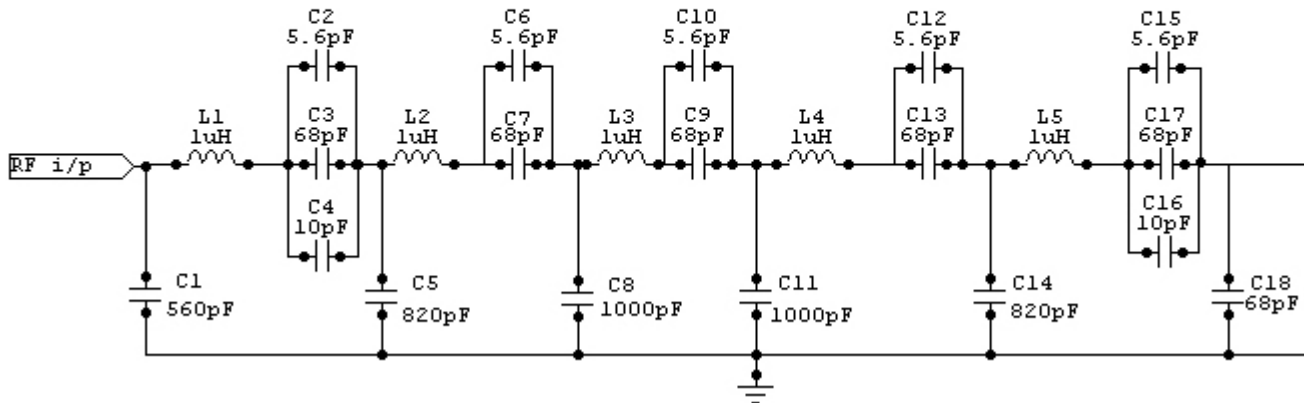 C2
5.6pF
C6
5.6pF
C10
5.6pF
C12
5.6pF
C15
5.6pF
L1
1uH
C3
68pF
L2
1uH
C7
68pF
L3
1uH
C9
68pF
L4
1uH
C13
68pF
L5
1uH
C17
68pF
RF i/p
C4
10pF
C16
10pF
C1
560pF
C5
820pF
C8
1000pF
C11
1000pF
C14
820pF
C18
68pF